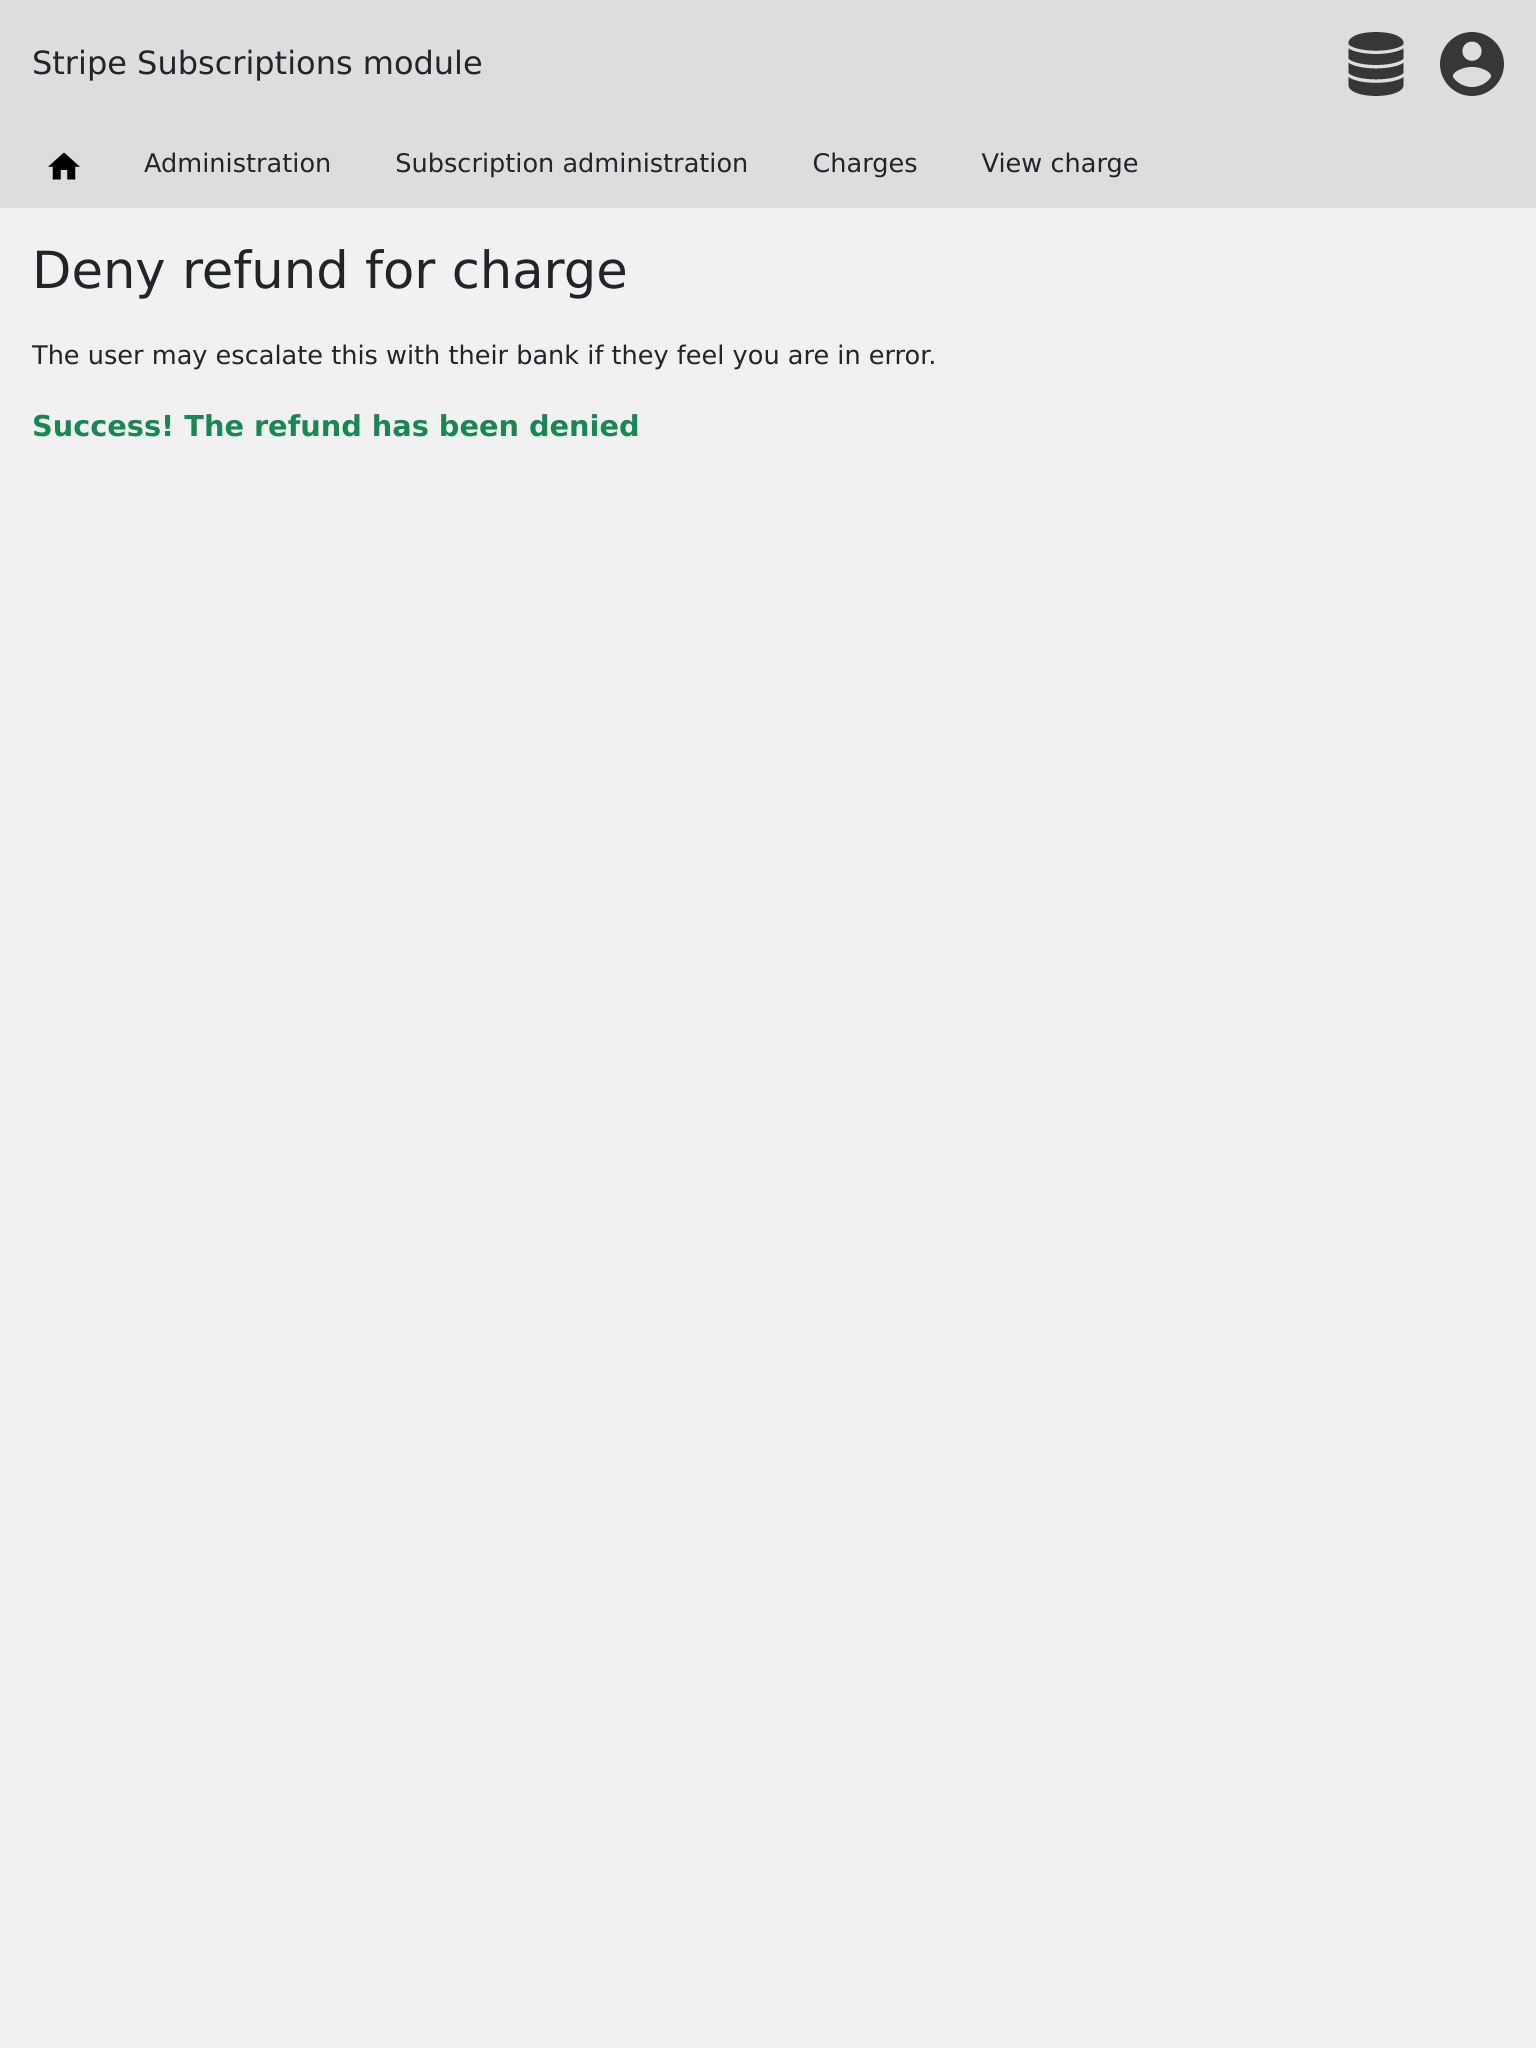 Stripe Subscriptions module
Administration Subscription administration Charges View charge
Deny refund for charge
The user may escalate this with their bank if they feel you are in error.
Success! The refund has been denied